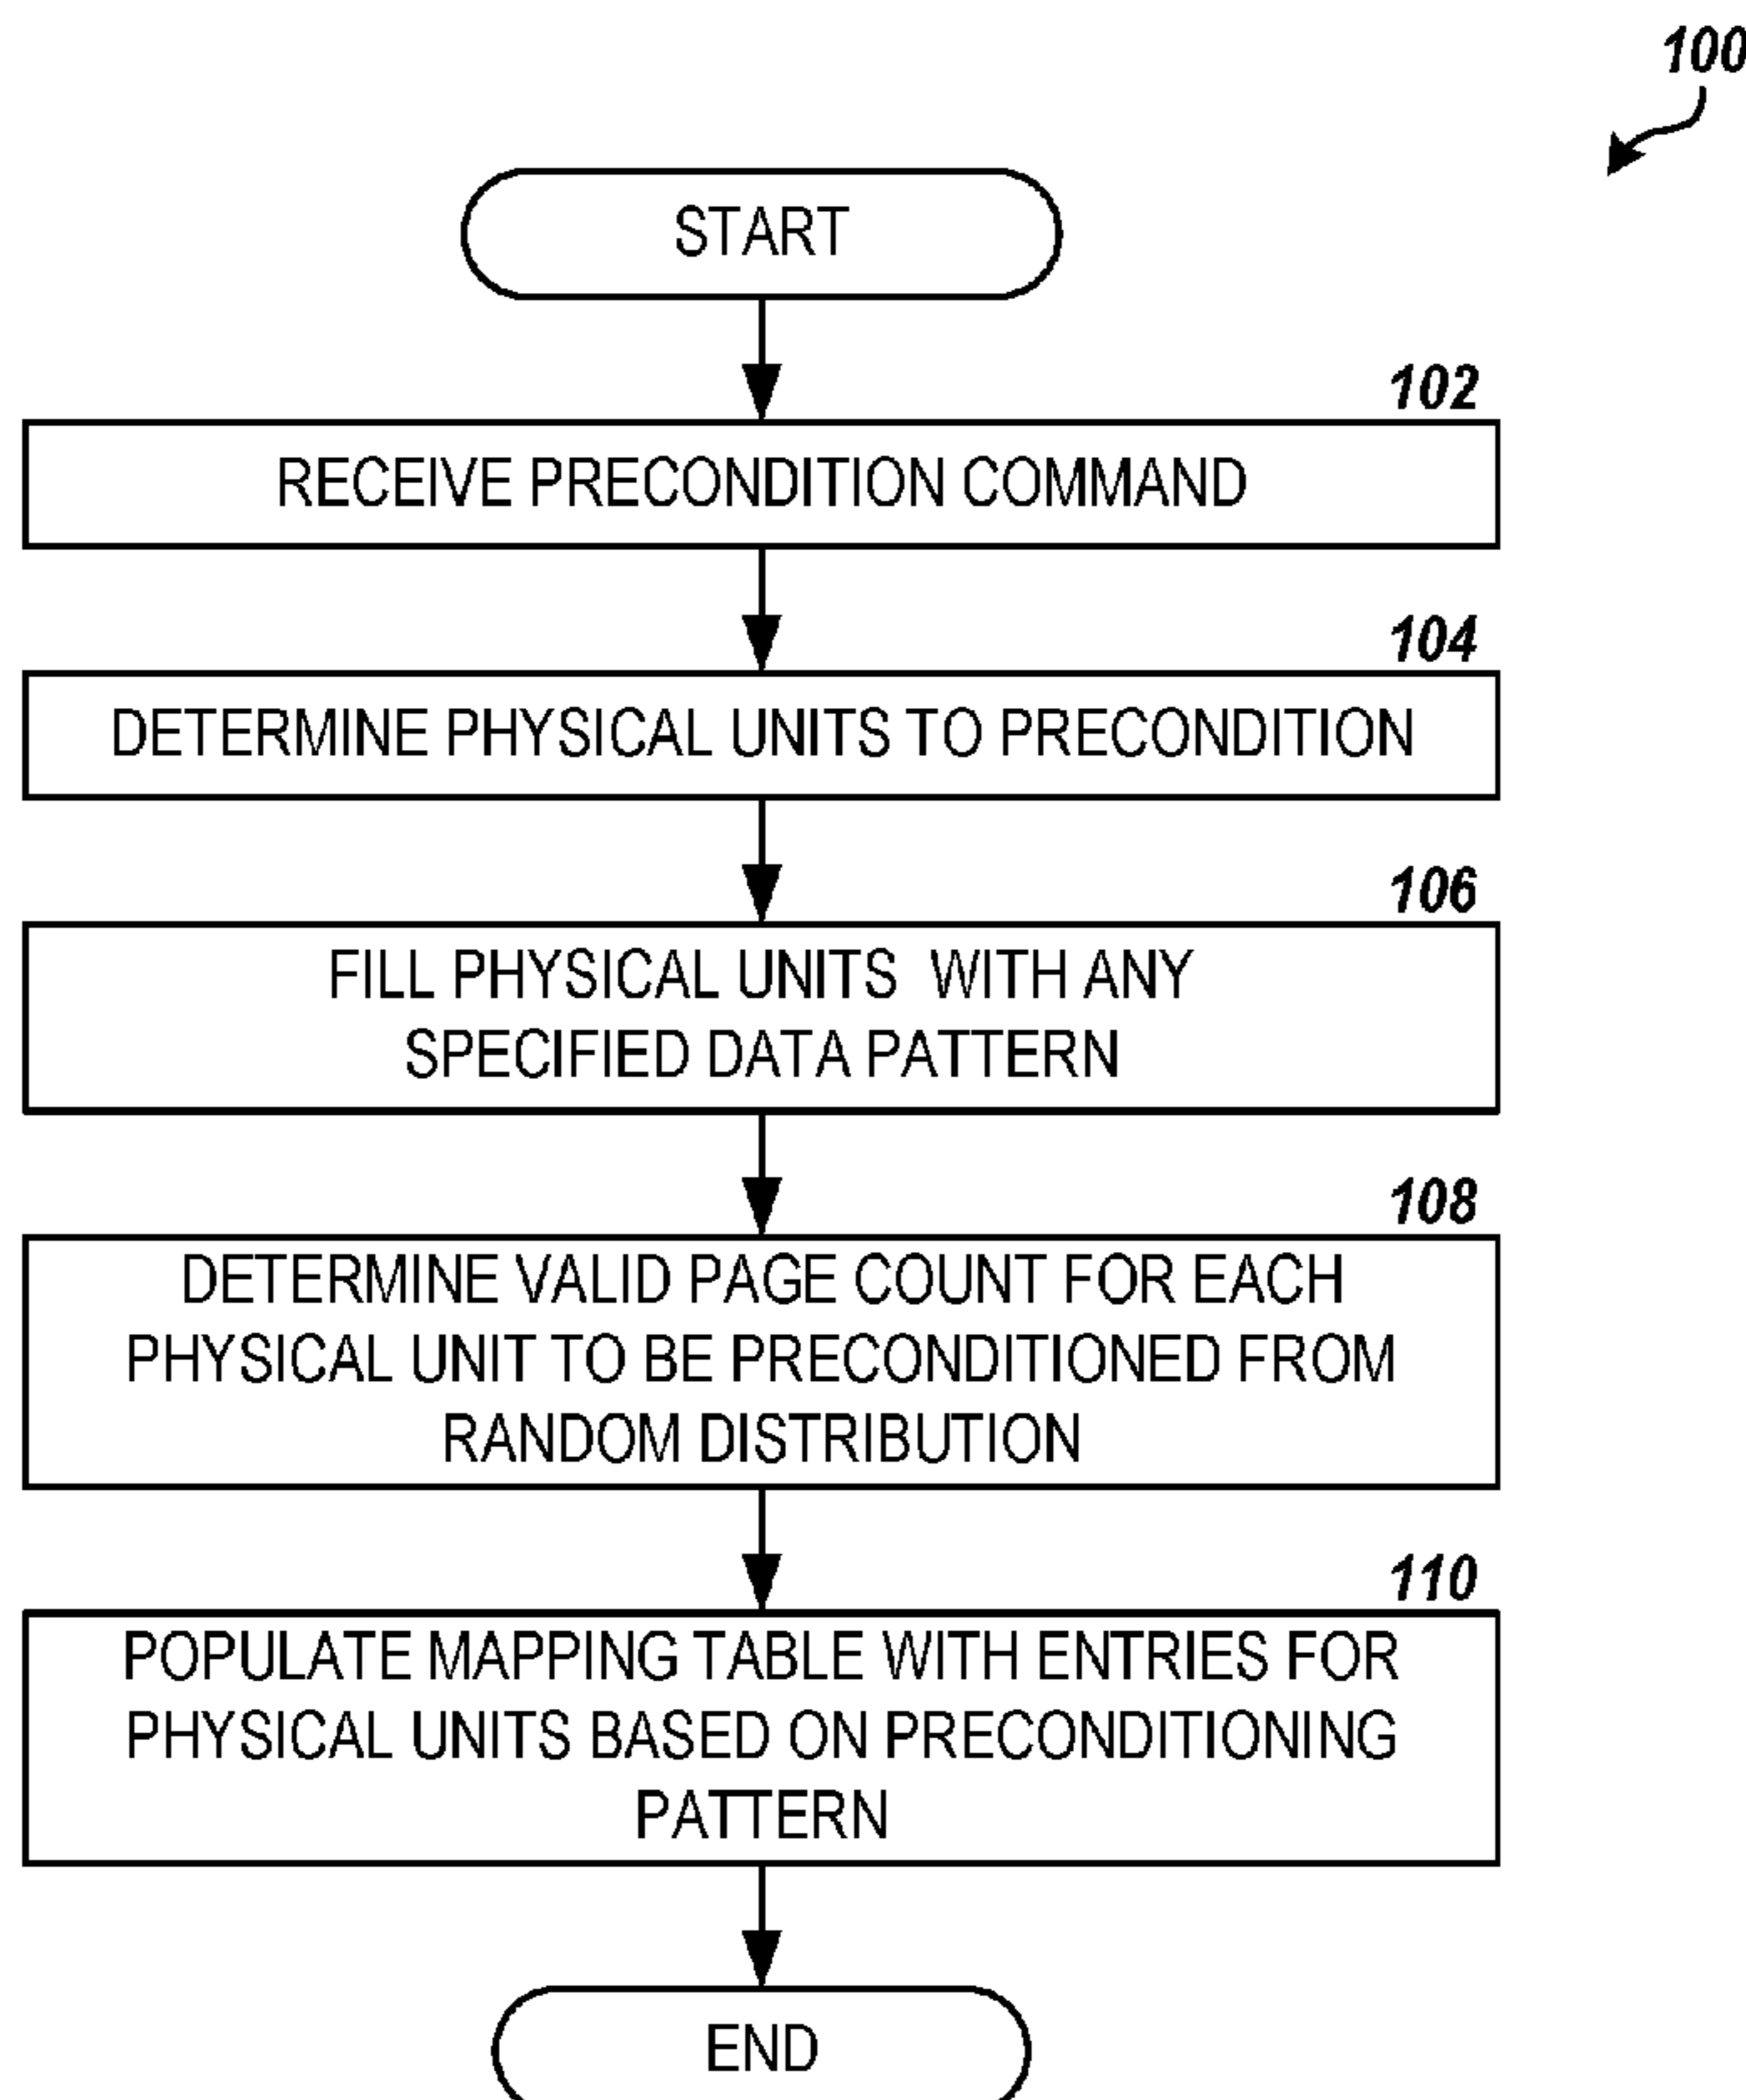 100
START
102
RECEIVE PRECONDITION COMMAND
104
DETERMINE PHYSICAL UNITS TO PRECONDITION
106
FILL PHYSICAL UNITS WITH ANY
SPECIFIED DATA PATTERN
108
DETERMINE VALID PAGE COUNT FOR EACH
PHYSICAL UNIT TO BE PRECONDITIONED FROM
RANDOM DISTRIBUTION
110
POPULATE MAPPING TABLE WITH ENTRIES FOR
PHYSICAL UNITS BASED ON PRECONDITIONING
PATTERN
END